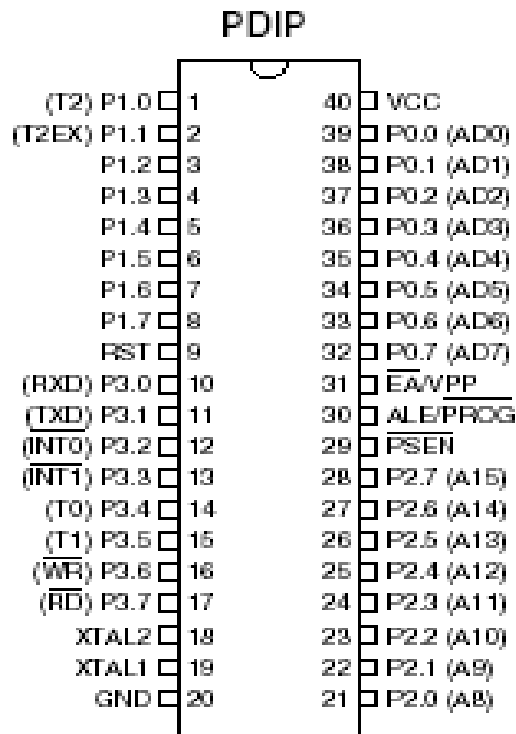 PDIP
(T2) P1.0 1 40 VCC
(T2EX) P1.1 2 39 P0.0 (AD0)
P1.2 3 38 P0.1 (AD1)
P1.3 4 37 P0.2 (AD2)
P1.4 5 36 P0.3 (AD3)
P1.5 6 35 P0.4 (AD4)
P1.6 7 34 P0.5 (AD5)
P1.7 8 33 P0.6 (AD6)
RST 9 32 P0.7 (AD7)
(RXD) P3.0 10 31 E̅A̅/VPP
(TXD) P3.1 11 30 ALE/P̅R̅O̅G̅
(I̅N̅T̅0̅) P3.2 12 29 P̅S̅E̅N̅
(I̅N̅T̅1̅) P3.3 13 28 P2.7 (A15)
(T0) P3.4 14 27 P2.6 (A14)
(T1) P3.5 15 26 P2.5 (A13)
(W̅R̅) P3.6 16 25 P2.4 (A12)
(R̅D̅) P3.7 17 24 P2.3 (A11)
XTAL2 18 23 P2.2 (A10)
XTAL1 19 22 P2.1 (A9)
GND 20 21 P2.0 (A8)